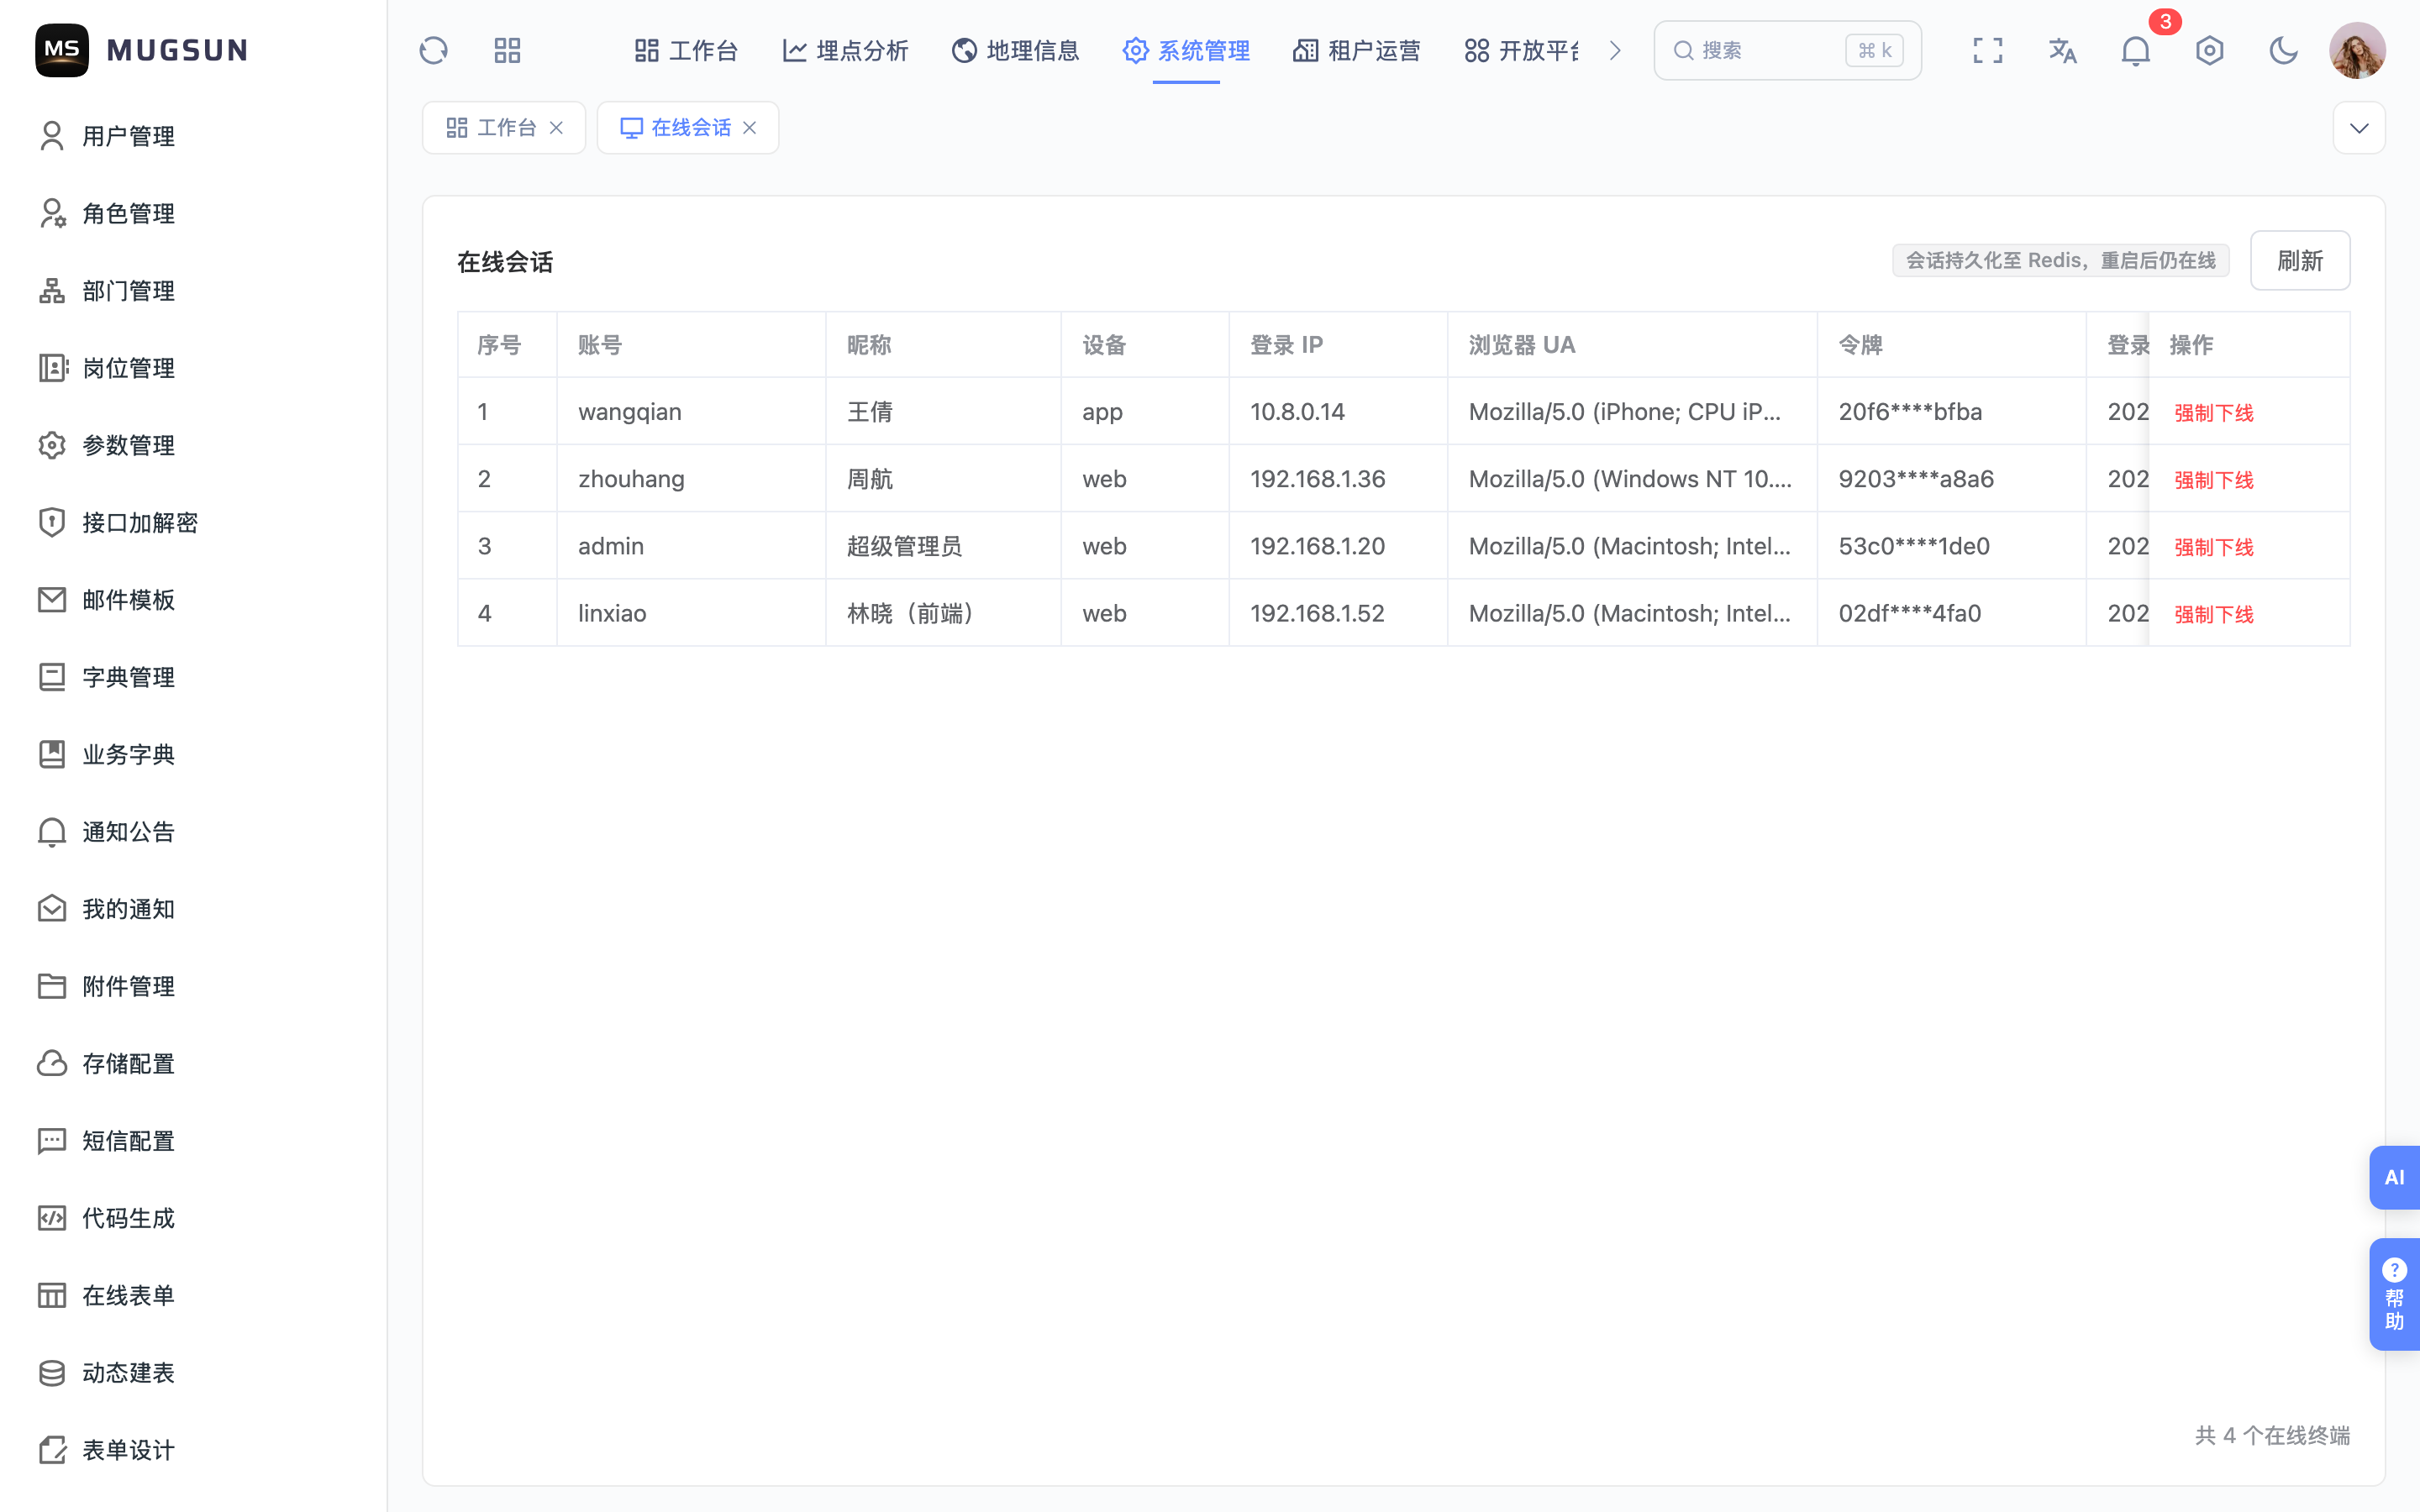 MS MUGSUN
用户管理
角色管理
部门管理
岗位管理
参数管理
接口加解密
邮件模板
字典管理
业务字典
通知公告
我的通知
附件管理
存储配置
短信配置
代码生成
在线表单
动态建表
表单设计
工作台 埋点分析 地理信息 系统管理 租户运营 开放平台 搜索 ⌘ k 3
工作台 在线会话
在线会话 会话持久化至 Redis，重启后仍在线 刷新
序号 账号 昵称 设备 登录 IP 浏览器 UA 令牌 登录 操作
1 wangqian 王倩 app 10.8.0.14 Mozilla/5.0 (iPhone; CPU iP... 20f6****bfba 202 强制下线
2 zhouhang 周航 web 192.168.1.36 Mozilla/5.0 (Windows NT 10.... 9203****a8a6 202 强制下线
3 admin 超级管理员 web 192.168.1.20 Mozilla/5.0 (Macintosh; Intel... 53c0****1de0 202 强制下线
4 linxiao 林晓（前端） web 192.168.1.52 Mozilla/5.0 (Macintosh; Intel... 02df****4fa0 202 强制下线
AI
?
帮
助
共 4 个在线终端